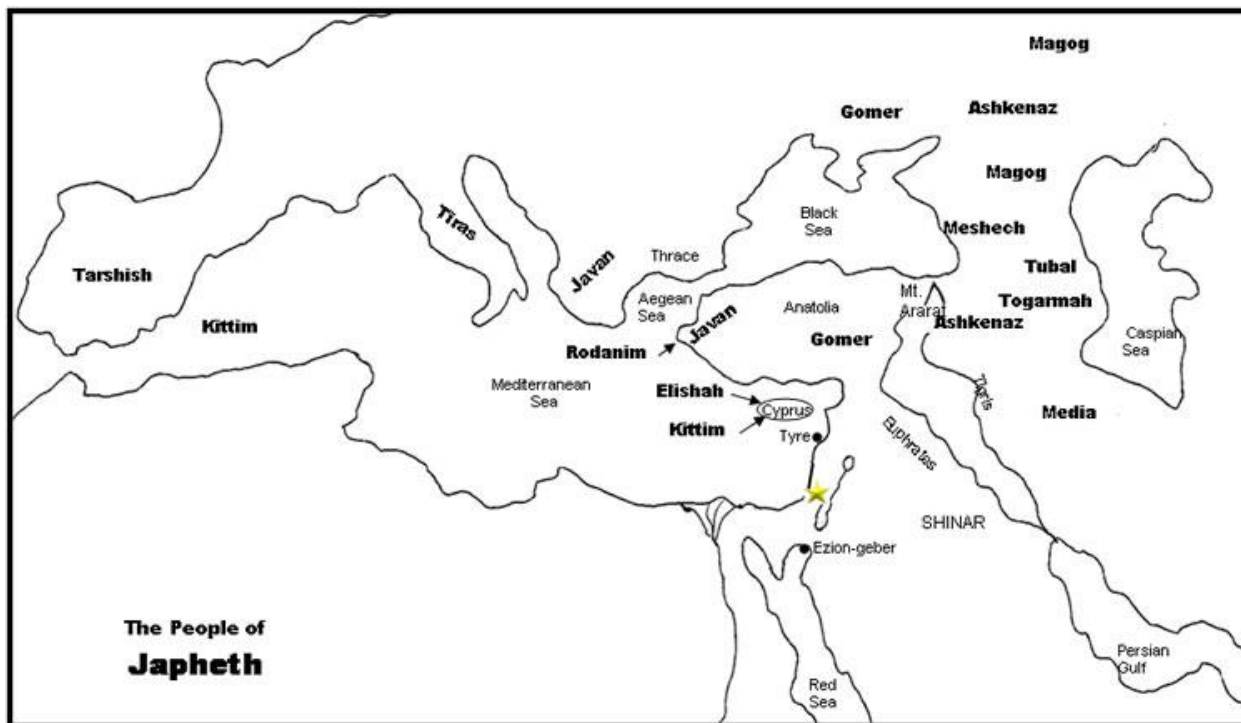 Magog
Gomer
Ashkenaz
Magog
Black
Sea
Tiras
Meshech
Javan
Thrace
Tarshish
Tubal
Aegean
Sea
Mt.
Ararat
Togarmah
Anatolia
Kittim
Javan
Ashkenaz
Caspian
Sea
Gomer
Rodanim
Mediterranean
Sea
Elishah
Tigris
Cyprus
Media
Kittim
Tyre
Euphrates
SHINAR
Ezion-geber
The People of
Japheth
Persian
Gulf
Red
Sea